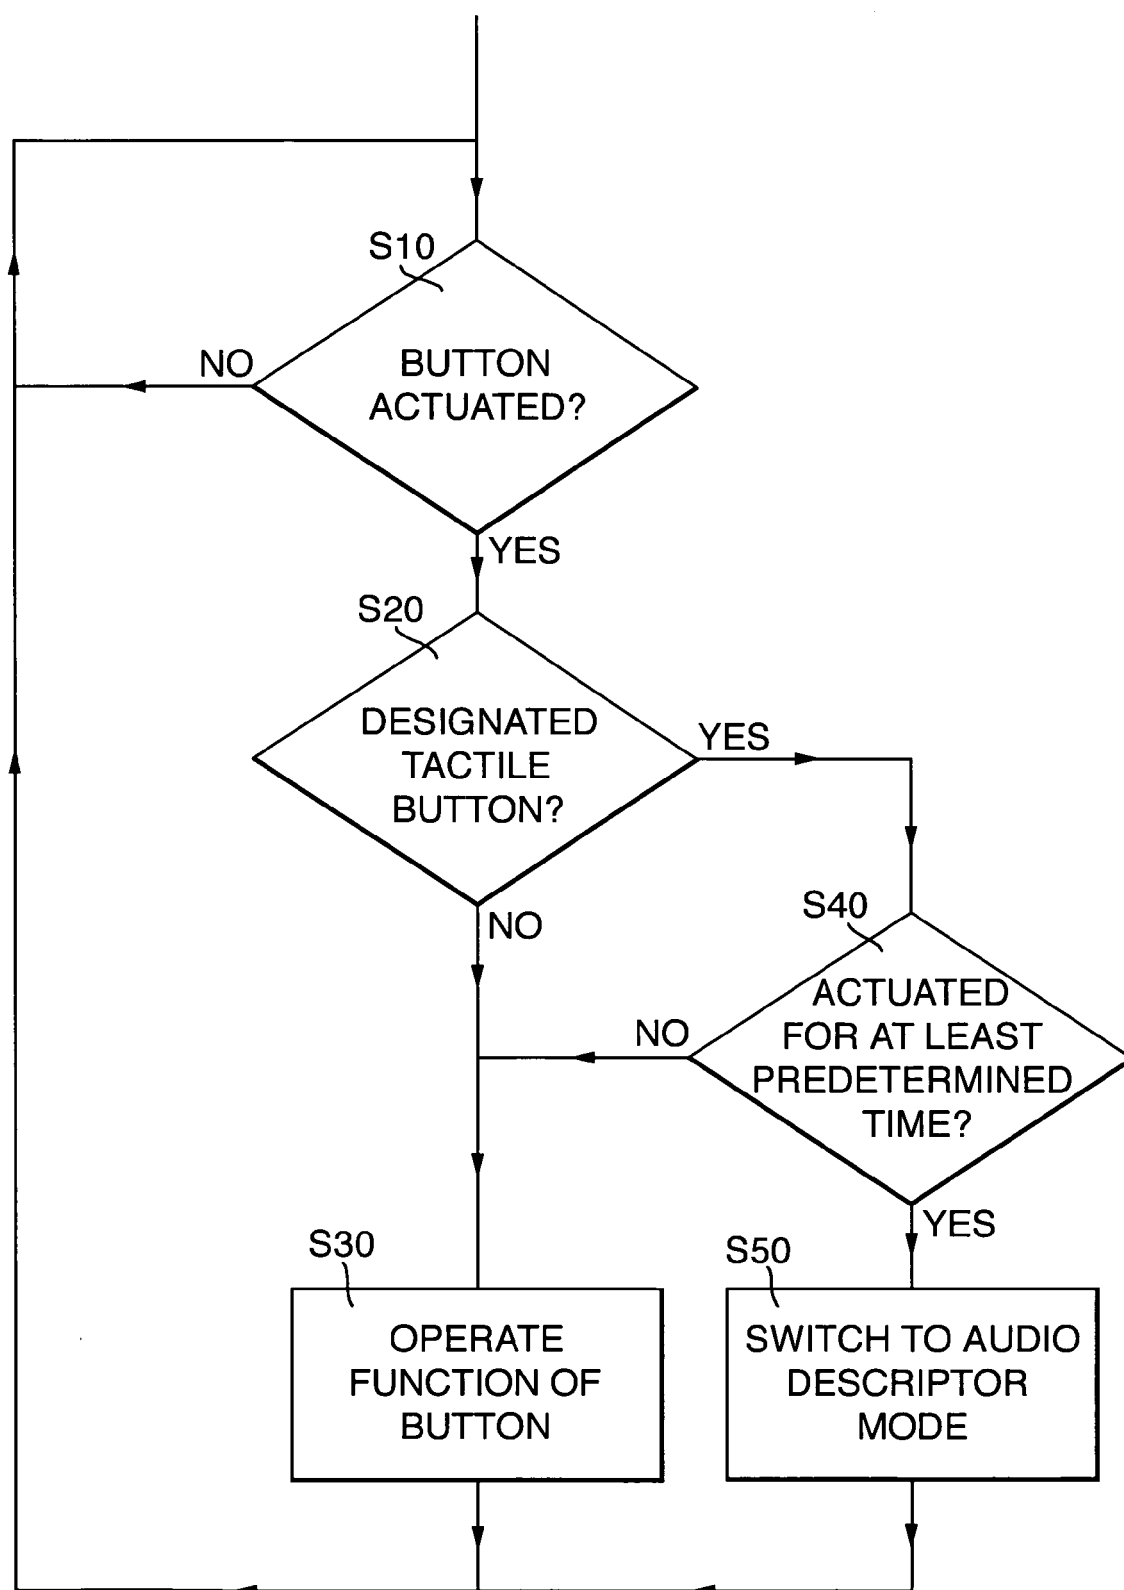 S10
NO
BUTTON
ACTUATED?
YES
S20
DESIGNATED
TACTILE
BUTTON?
YES
NO
S40
ACTUATED
FOR AT LEAST
PREDETERMINED
TIME?
NO
YES
S30
OPERATE
FUNCTION OF
BUTTON
S50
SWITCH TO AUDIO
DESCRIPTOR
MODE